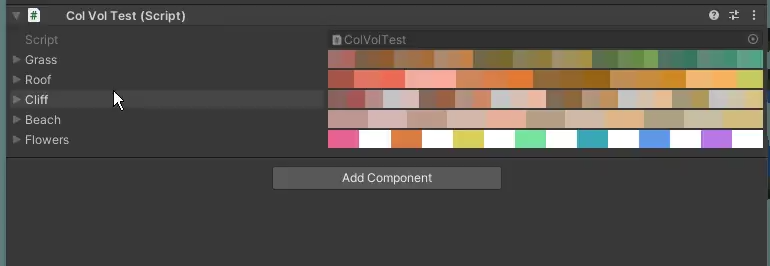 Col Vol Test (Script)
Script ColVolTest
Grass
Roof
Cliff
Beach
Flowers
Add Component